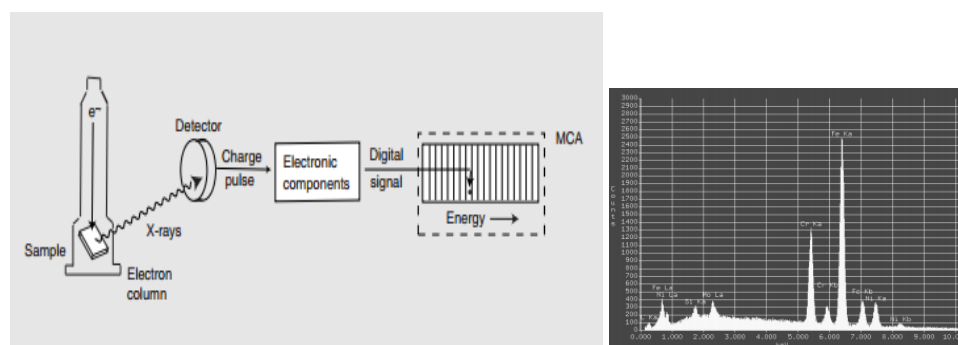 e−
Detector
Charge
pulse
Electronic
components
Digital
signal
MCA
Energy
X-rays
Sample
Electron
column
3000
2900
2800
2700
2600
2500
2400
2300
2200
2100
2000
1900
1800
1700
1600
1500
1400
1300
1200
1100
1000
900
800
700
600
500
400
300
200
100
0
Counts
Fe Ka
Cr Ka
Cr Kb
Fe Kb
Ni Ka
Ni Kb
Fe La
Ni La
Si Ka
Mo La
0.000 1.000 2.000 3.000 4.000 5.000 6.000 7.000 8.000 9.000